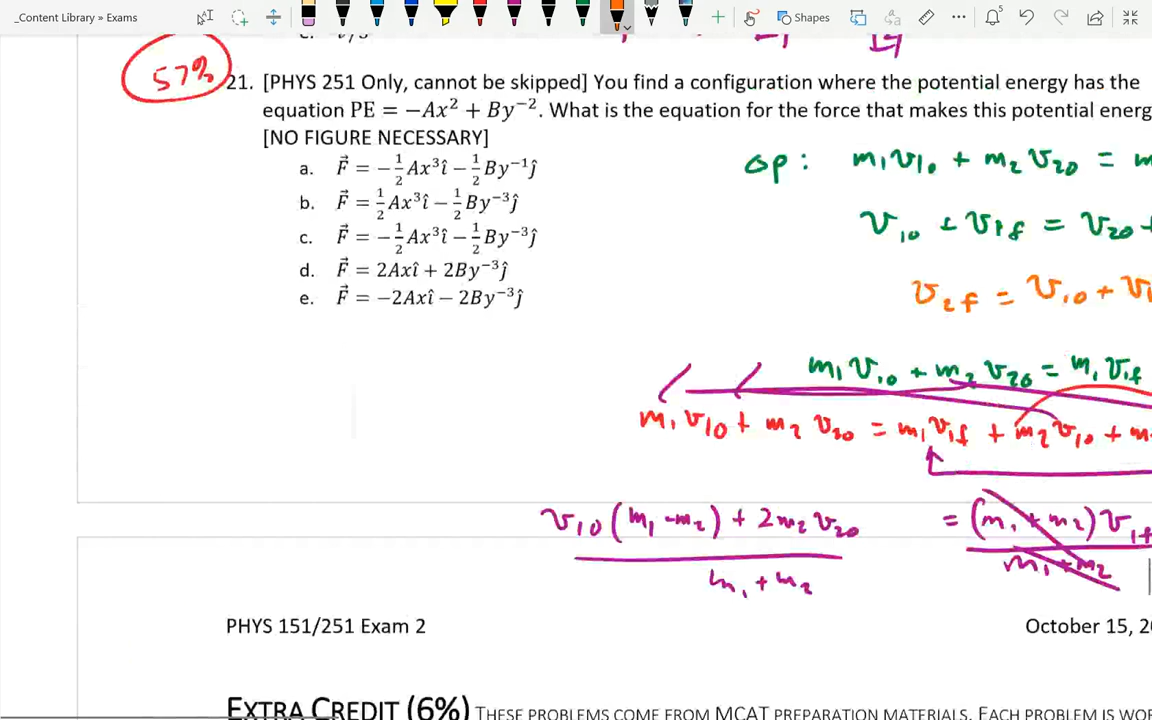 _Content Library » Exams
Shapes
57%
21. [PHYS 251 Only, cannot be skipped] You find a configuration where the potential energy has the
equation PE = −Ax² + By⁻². What is the equation for the force that makes this potential energ
[NO FIGURE NECESSARY]
a. F⃗ = −½Ax³î − ½By⁻¹ĵ
b. F⃗ = ½Ax³î − ½By⁻³ĵ
c. F⃗ = −½Ax³î − ½By⁻³ĵ
d. F⃗ = 2Axî + 2By⁻³ĵ
e. F⃗ = −2Axî − 2By⁻³ĵ
m₁v₁₀ + m₂v₂₀ = m
v₁₀ + v₁f = v₂₀
v₂f = v₁₀ + v₁
m₁v₁₀ + m₂v₂₀ = m₁v₁f
m₁v₁₀ + m₂v₂₀ = m₁v₁f + m₂v₁₀ + m
v₁₀(m₁ − m₂) + 2m₂v₂₀ = (m₁ + m₂)v₁f
m₁ + m₂ m₁ + m₂
PHYS 151/251 Exam 2
October 15, 2
EXTRA CREDIT (6%) THESE PROBLEMS COME FROM MCAT PREPARATION MATERIALS. EACH PROBLEM IS WO